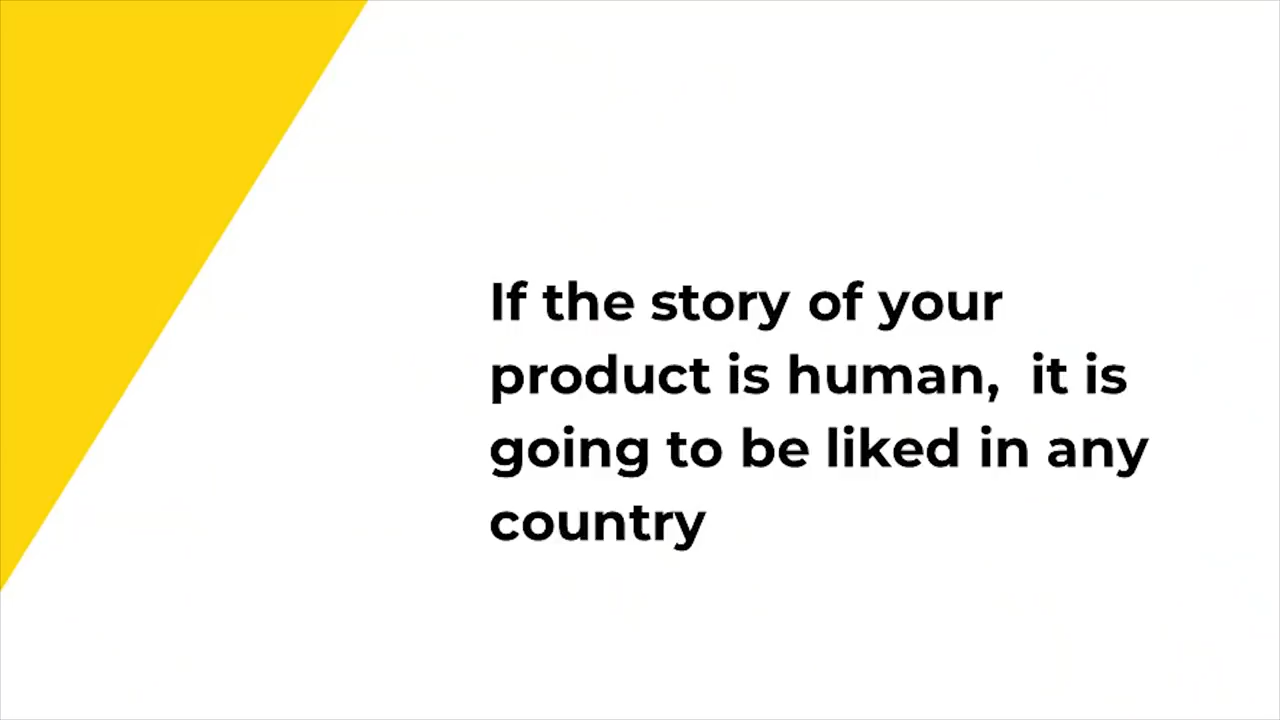 If the story of your
product is human,  it is
going to be liked in any
country